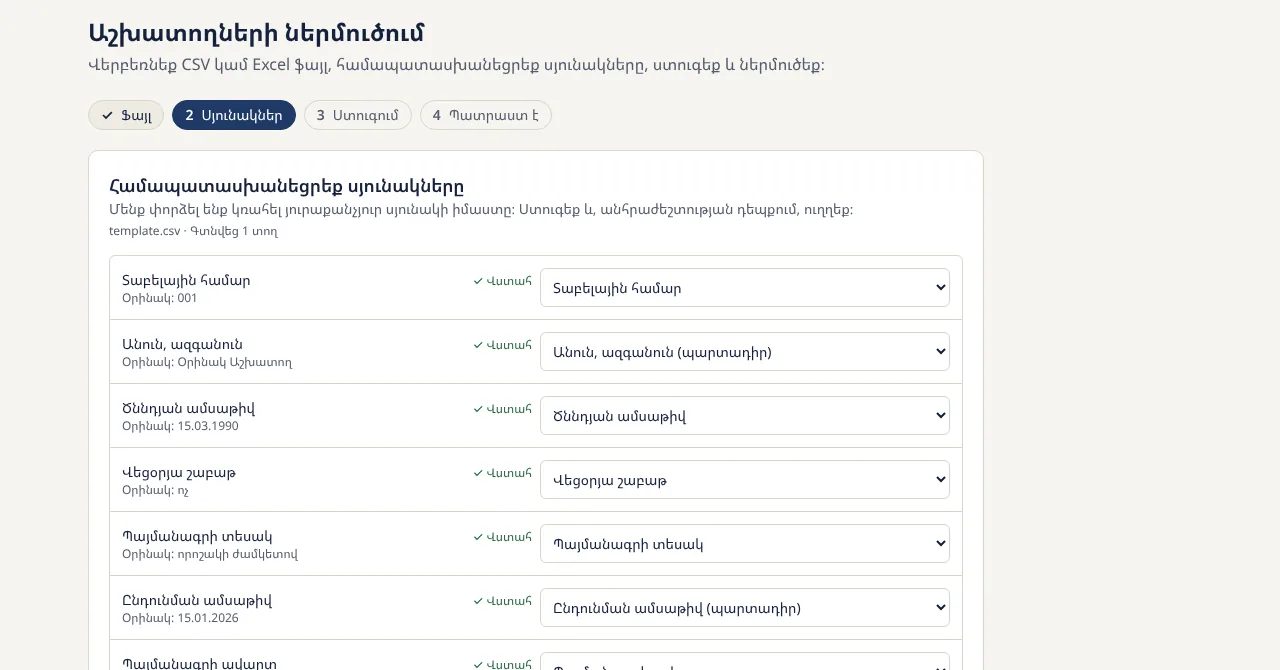 Աշխատողների ներմուծում
Վերբեռնեք CSV կամ Excel ֆայլ, համապատասխանեցրեք սյունակները, ստուգեք և ներմուծեք:
✓ Ֆայլ
2 Սյունակներ
3 Ստուգում
4 Պատրաստ է
Համապատասխանեցրեք սյունակները
Մենք փորձել ենք կռահել յուրաքանչյուր սյունակի իմաստը: Ստուգեք և, անհրաժեշտության դեպքում, ուղղեք:
template.csv · Գտնվեց 1 տող
Տաբելային համար
Օրինակ: 001
✓ Վստահ
Տաբելային համար
Անուն, ազգանուն
Օրինակ: Օրինակ Աշխատող
✓ Վստահ
Անուն, ազգանուն (պարտադիր)
Ծննդյան ամսաթիվ
Օրինակ: 15.03.1990
✓ Վստահ
Ծննդյան ամսաթիվ
Վեցօրյա շաբաթ
Օրինակ: ոչ
✓ Վստահ
Վեցօրյա շաբաթ
Պայմանագրի տեսակ
Օրինակ: որոշակի ժամկետով
✓ Վստահ
Պայմանագրի տեսակ
Ընդունման ամսաթիվ
Օրինակ: 15.01.2026
✓ Վստահ
Ընդունման ամսաթիվ (պարտադիր)
Պայմանագրի ավարտ
✓ Վստահ